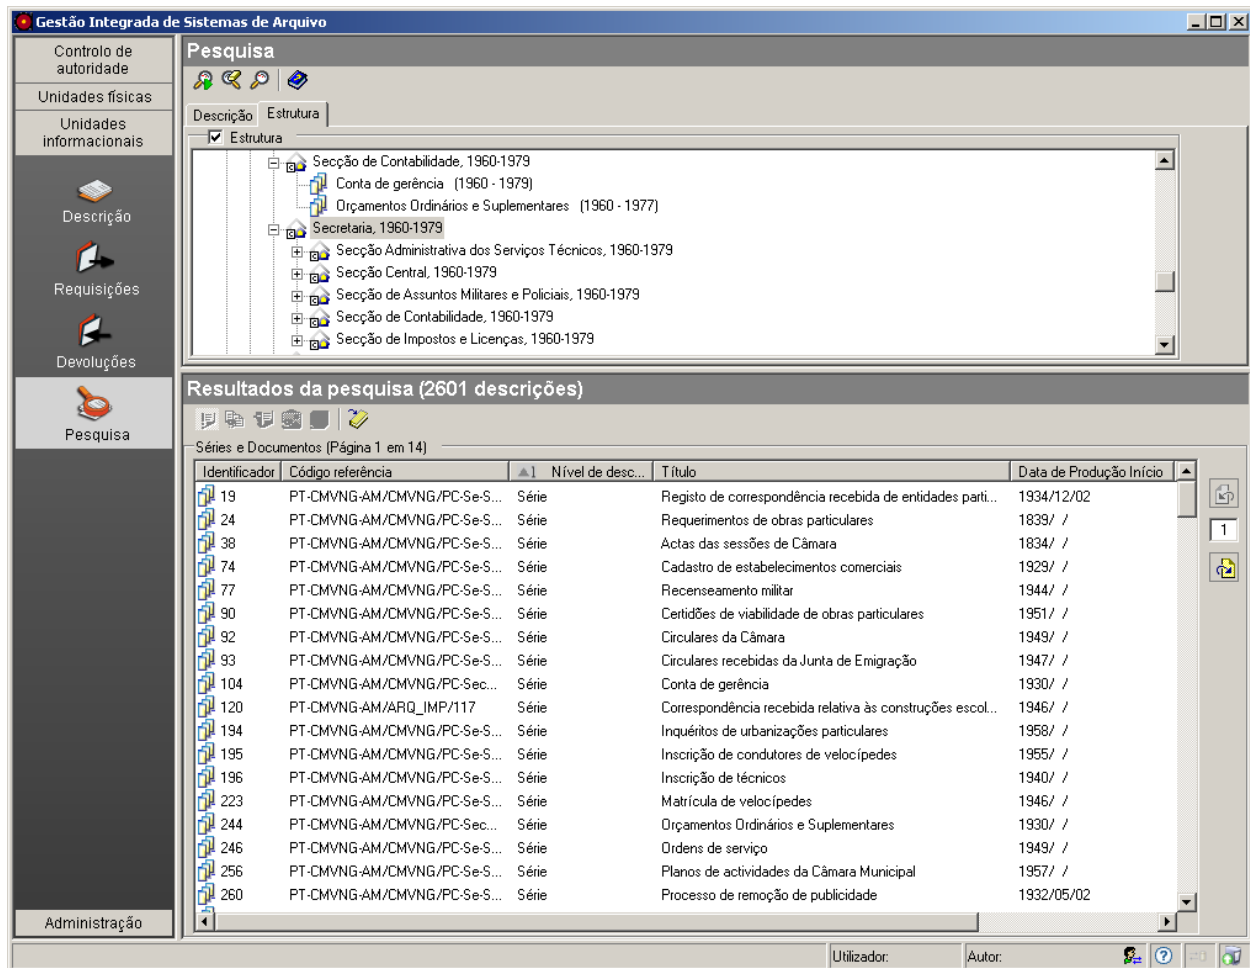 Gestão Integrada de Sistemas de Arquivo
Controlo de
autoridade
Unidades físicas
Unidades
informacionais
Descrição
Requisições
Devoluções
Pesquisa
Administração
Pesquisa
Descrição Estrutura
Estrutura
Secção de Contabilidade, 1960-1979
Conta de gerência (1960 - 1979)
Orçamentos Ordinários e Suplementares (1960 - 1977)
Secretaria, 1960-1979
Secção Administrativa dos Serviços Técnicos, 1960-1979
Secção Central, 1960-1979
Secção de Assuntos Militares e Policiais, 1960-1979
Secção de Contabilidade, 1960-1979
Secção de Impostos e Licenças, 1960-1979
Resultados da pesquisa (2601 descrições)
Séries e Documentos (Página 1 em 14)
Identificador Código referência 1 Nível de desc... Título Data de Produção Início
19 PT-CMVNG-AM/CMVNG/PC-Se-S... Série Registo de correspondência recebida de entidades parti... 1934/12/02
24 PT-CMVNG-AM/CMVNG/PC-Se-S... Série Requerimentos de obras particulares 1839/ /
38 PT-CMVNG-AM/CMVNG/PC-Se-S... Série Actas das sessões de Câmara 1834/ /
74 PT-CMVNG-AM/CMVNG/PC-Se-S... Série Cadastro de estabelecimentos comerciais 1929/ /
77 PT-CMVNG-AM/CMVNG/PC-Se-S... Série Recenseamento militar 1944/ /
90 PT-CMVNG-AM/CMVNG/PC-Se-S... Série Certidões de viabilidade de obras particulares 1951/ /
92 PT-CMVNG-AM/CMVNG/PC-Se-S... Série Circulares da Câmara 1949/ /
93 PT-CMVNG-AM/CMVNG/PC-Se-S... Série Circulares recebidas da Junta de Emigração 1947/ /
104 PT-CMVNG-AM/CMVNG/PC-Sec... Série Conta de gerência 1930/ /
120 PT-CMVNG-AM/ARQ_IMP/117 Série Correspondência recebida relativa às construções escol... 1946/ /
194 PT-CMVNG-AM/CMVNG/PC-Se-S... Série Inquéritos de urbanizações particulares 1958/ /
195 PT-CMVNG-AM/CMVNG/PC-Se-S... Série Inscrição de condutores de velocípedes 1955/ /
196 PT-CMVNG-AM/CMVNG/PC-Se-S... Série Inscrição de técnicos 1940/ /
223 PT-CMVNG-AM/CMVNG/PC-Se-S... Série Matrícula de velocípedes 1946/ /
244 PT-CMVNG-AM/CMVNG/PC-Sec... Série Orçamentos Ordinários e Suplementares 1930/ /
246 PT-CMVNG-AM/CMVNG/PC-Se-S... Série Ordens de serviço 1949/ /
256 PT-CMVNG-AM/CMVNG/PC-Se-S... Série Planos de actividades da Câmara Municipal 1957/ /
260 PT-CMVNG-AM/CMVNG/PC-Se-S... Série Processo de remoção de publicidade 1932/05/02
1
Utilizador: Autor: